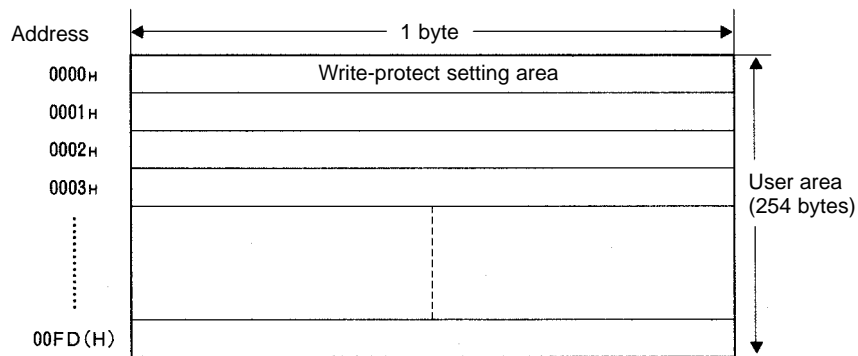 Address
1 byte
0000H
Write-protect setting area
0001H
0002H
0003H
User area
(254 bytes)
00FD(H)